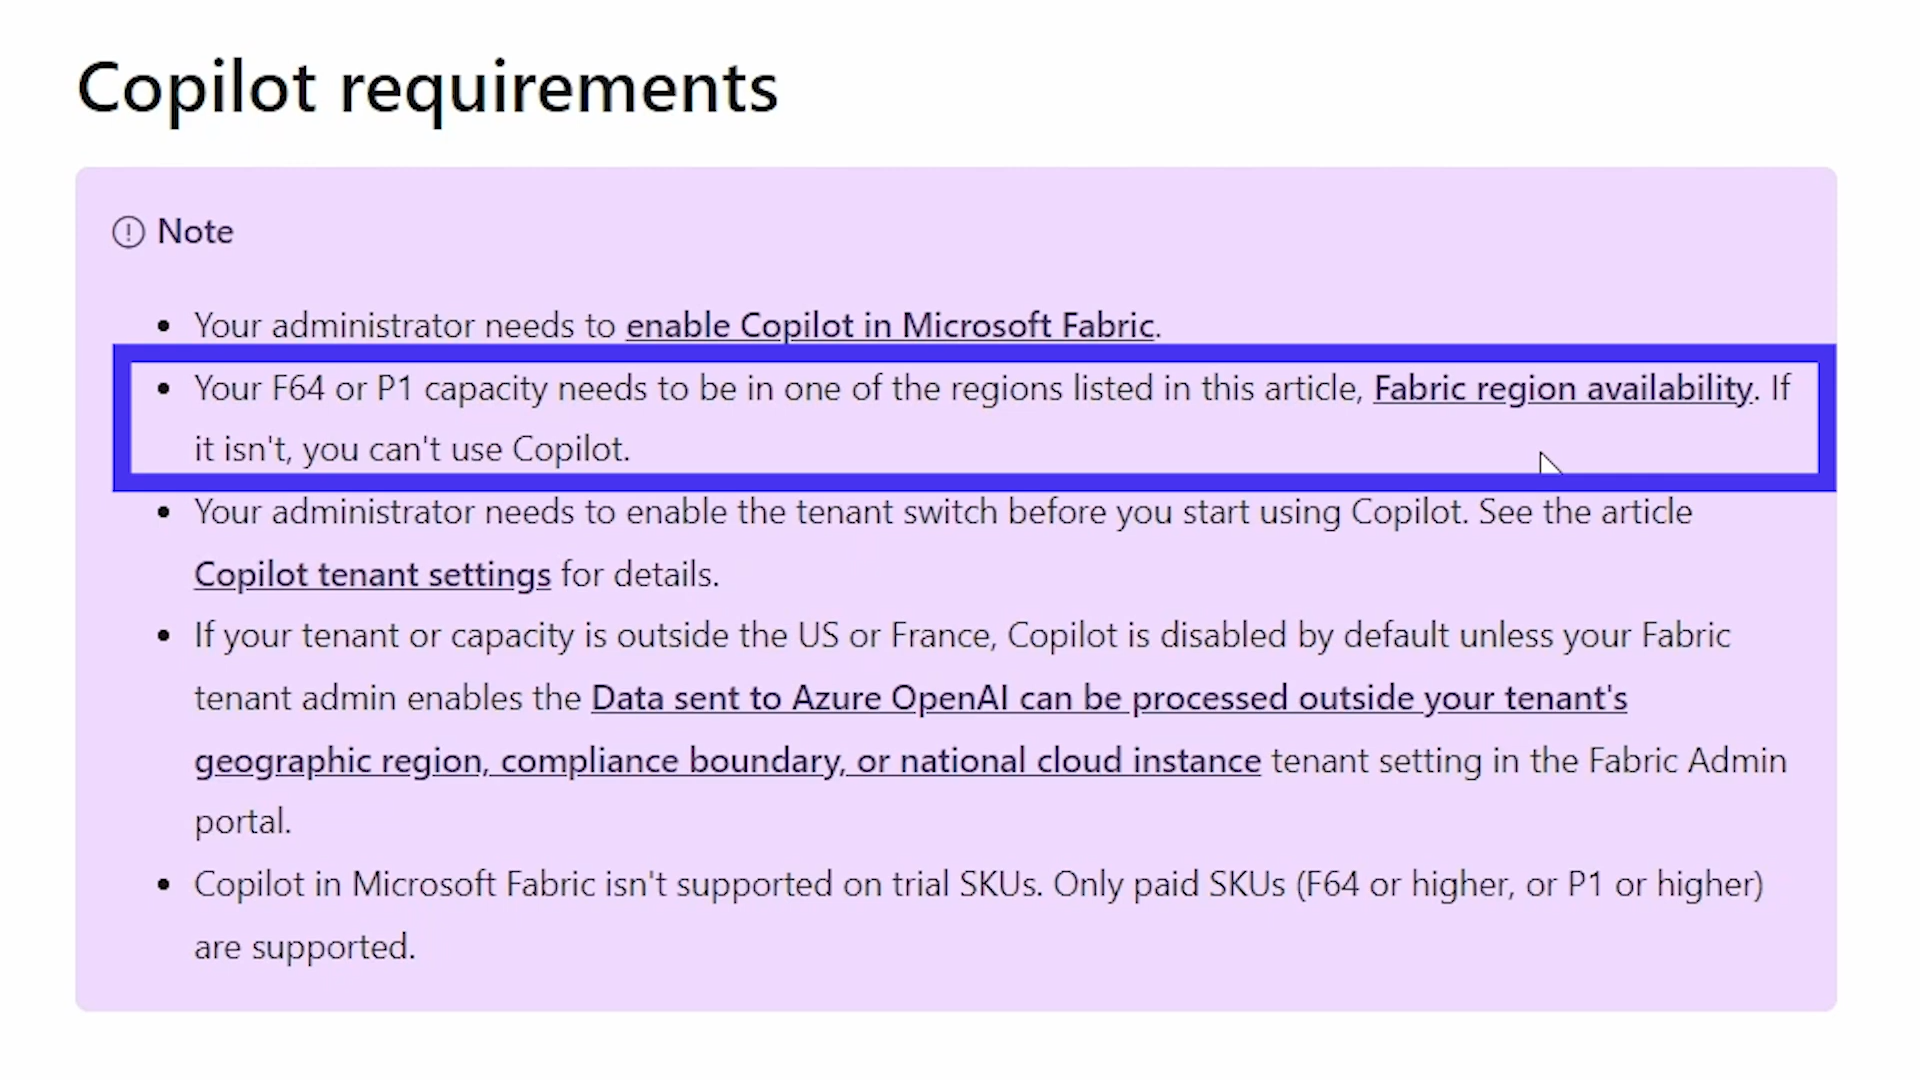 Copilot requirements
Note
• Your administrator needs to enable Copilot in Microsoft Fabric.
• Your F64 or P1 capacity needs to be in one of the regions listed in this article, Fabric region availability. If
it isn't, you can't use Copilot.
• Your administrator needs to enable the tenant switch before you start using Copilot. See the article
Copilot tenant settings for details.
• If your tenant or capacity is outside the US or France, Copilot is disabled by default unless your Fabric
tenant admin enables the Data sent to Azure OpenAI can be processed outside your tenant's
geographic region, compliance boundary, or national cloud instance tenant setting in the Fabric Admin
portal.
• Copilot in Microsoft Fabric isn't supported on trial SKUs. Only paid SKUs (F64 or higher, or P1 or higher)
are supported.